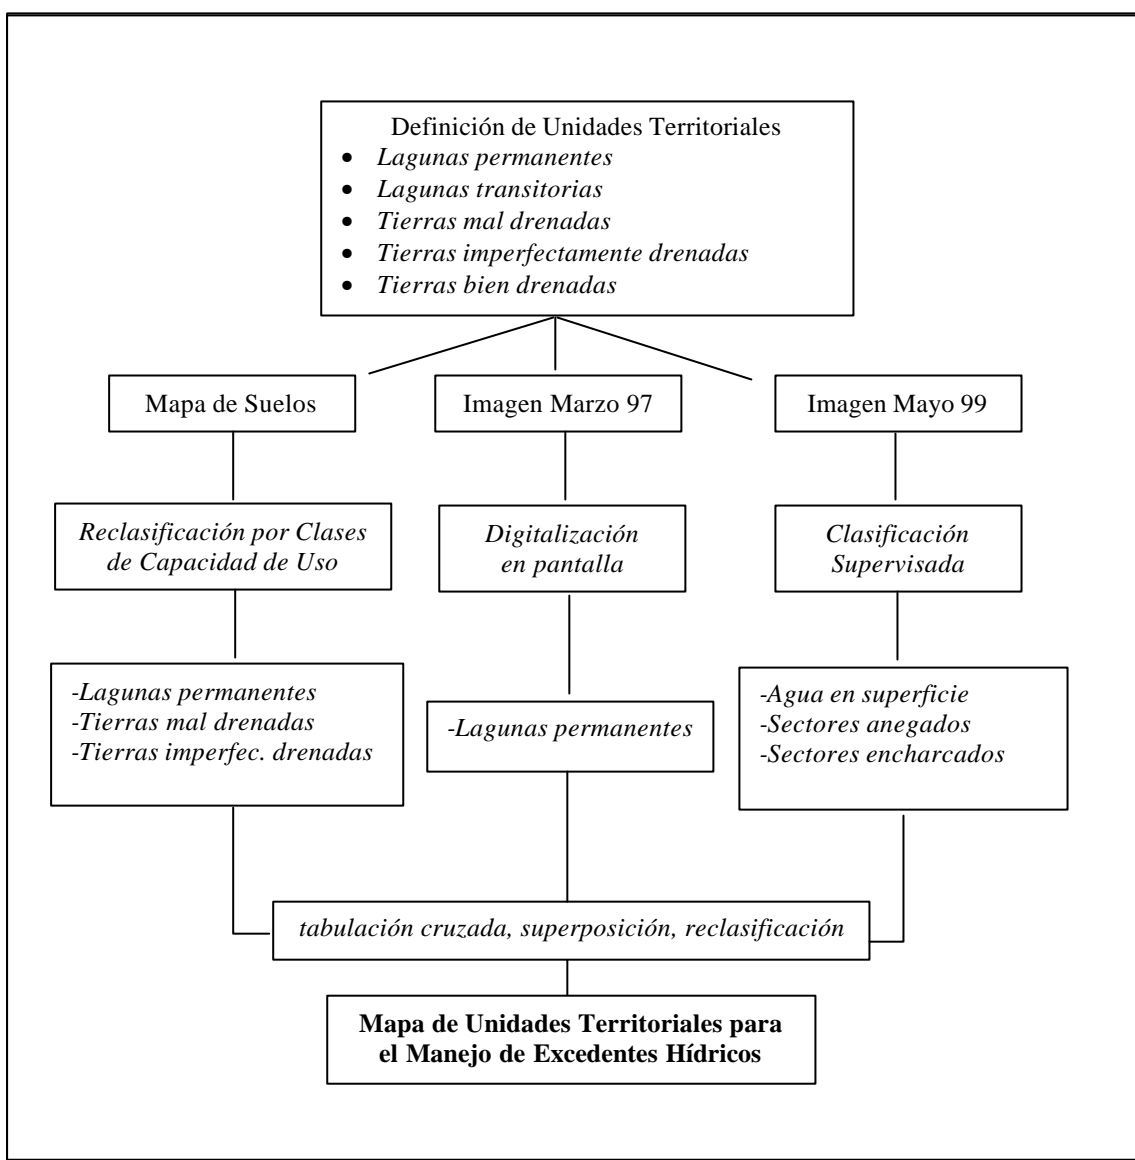 Definición de Unidades Territoriales
• Lagunas permanentes
• Lagunas transitorias
• Tierras mal drenadas
• Tierras imperfectamente drenadas
• Tierras bien drenadas
Mapa de Suelos
Imagen Marzo 97
Imagen Mayo 99
Reclasificación por Clases
de Capacidad de Uso
Digitalización
en pantalla
Clasificación
Supervisada
-Lagunas permanentes
-Tierras mal drenadas
-Tierras imperfec. drenadas
-Lagunas permanentes
-Agua en superficie
-Sectores anegados
-Sectores encharcados
tabulación cruzada, superposición, reclasificación
Mapa de Unidades Territoriales para
el Manejo de Excedentes Hídricos